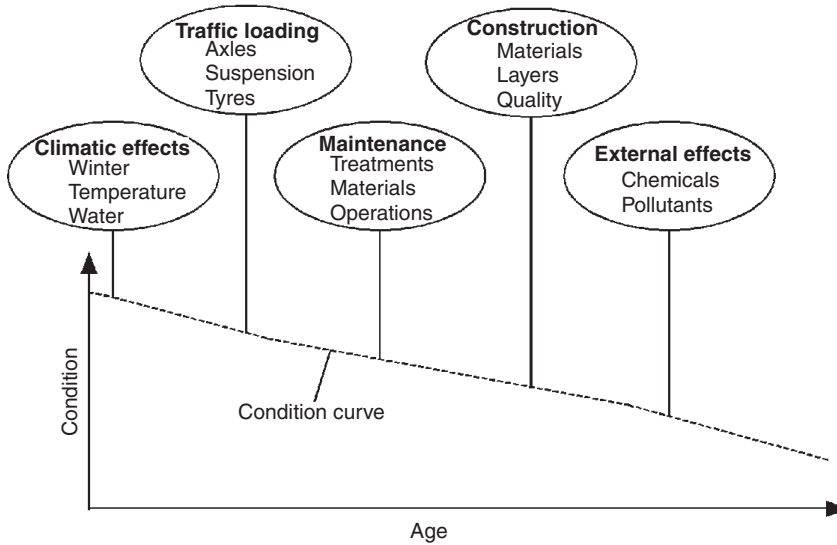 Traffic loading
Axles
Suspension
Tyres
Construction
Materials
Layers
Quality
Climatic effects
Winter
Temperature
Water
Maintenance
Treatments
Materials
Operations
External effects
Chemicals
Pollutants
Condition
Condition curve
Age